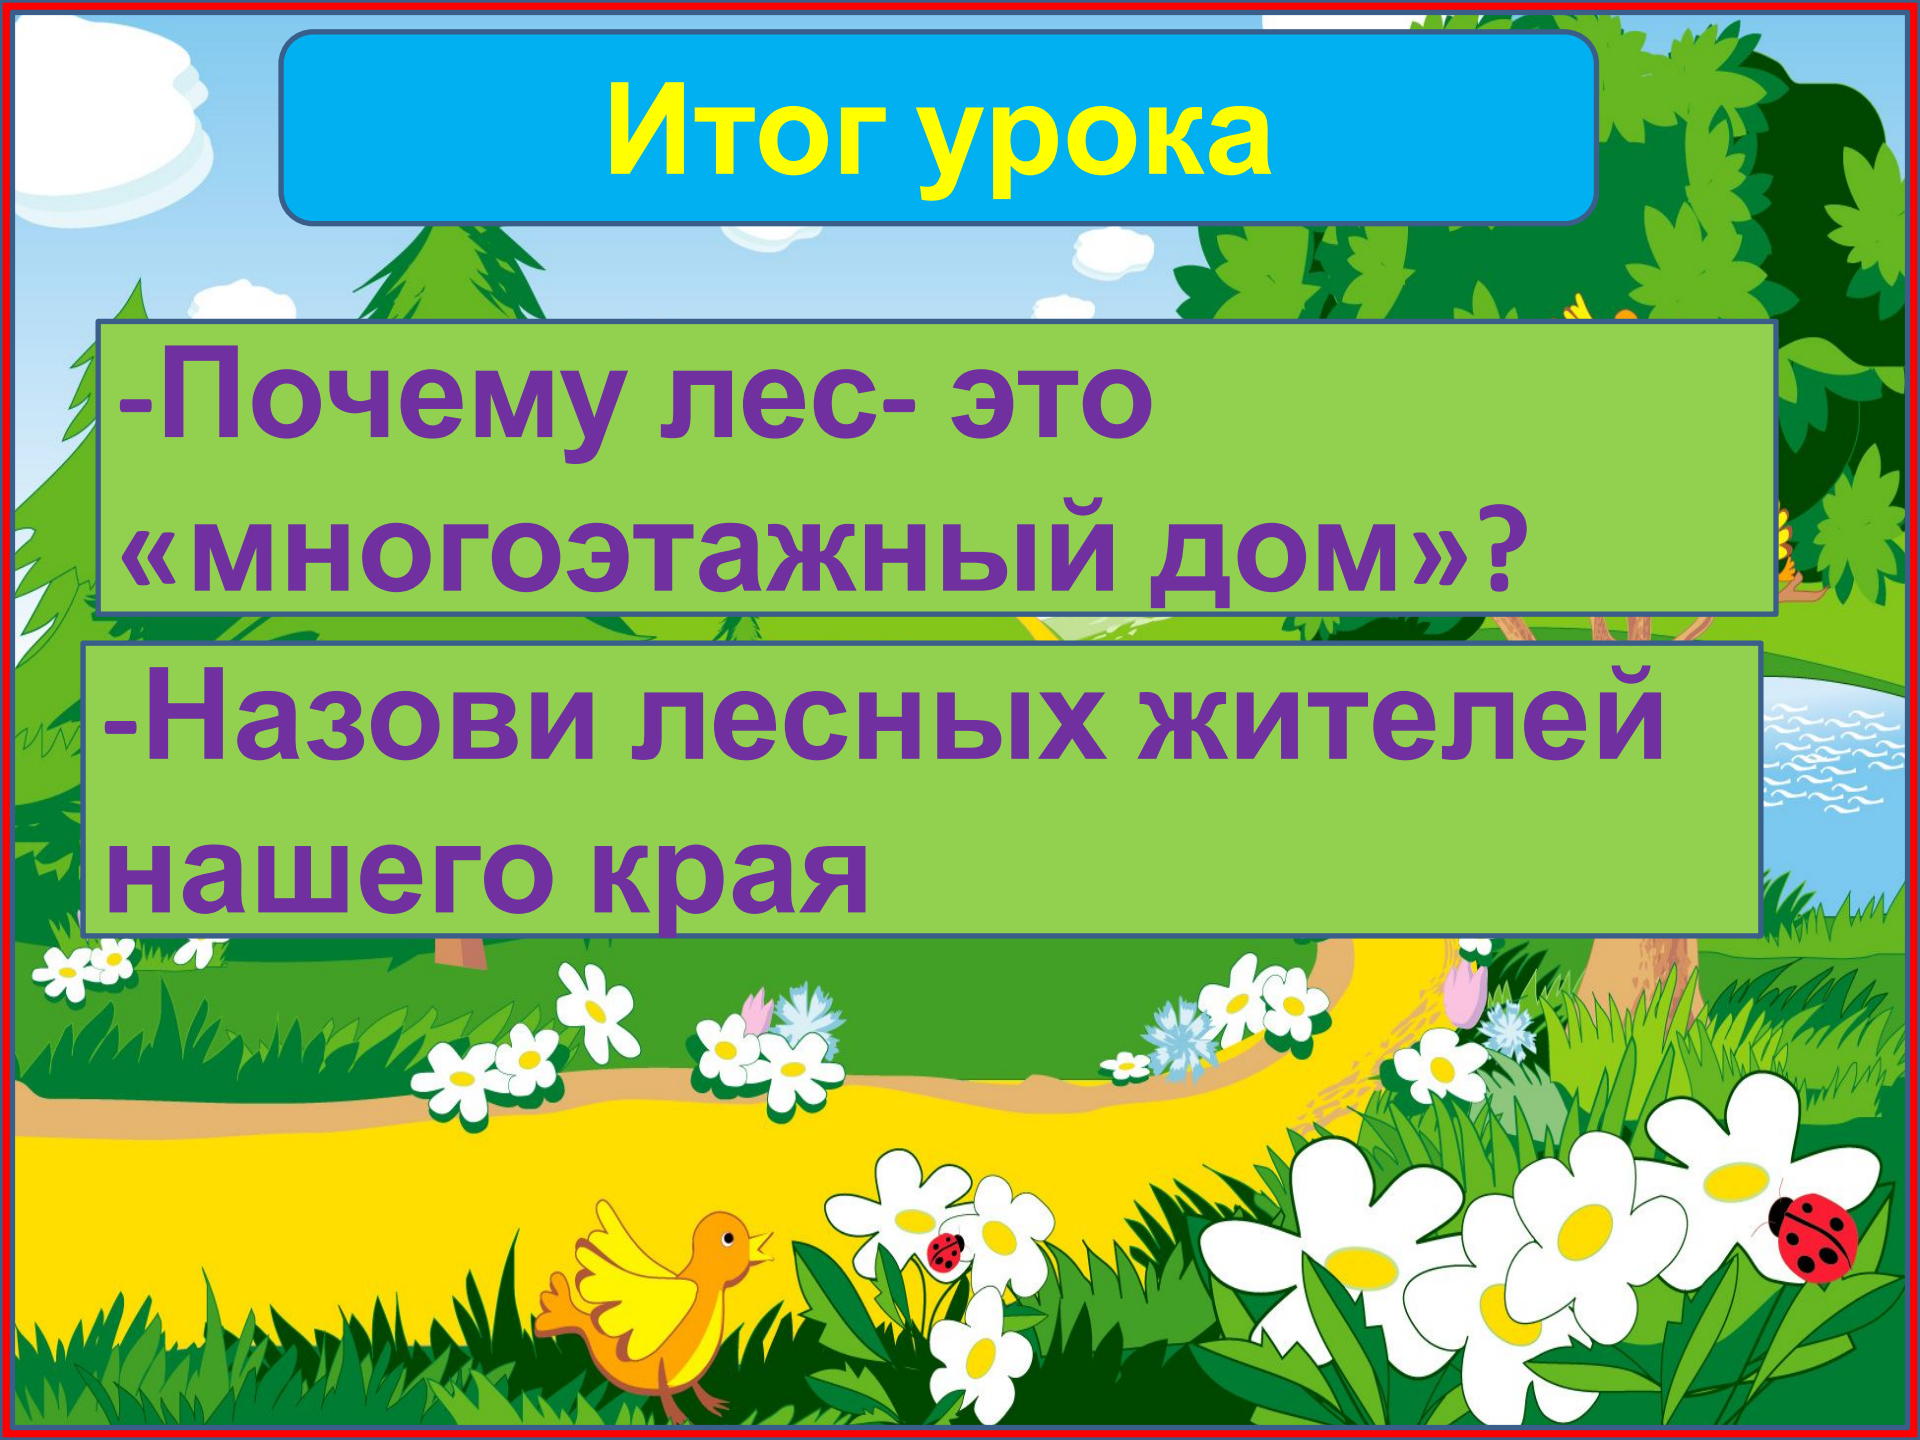 Итог урока
-Почему лес- это
«многоэтажный дом»?
-Назови лесных жителей
нашего края